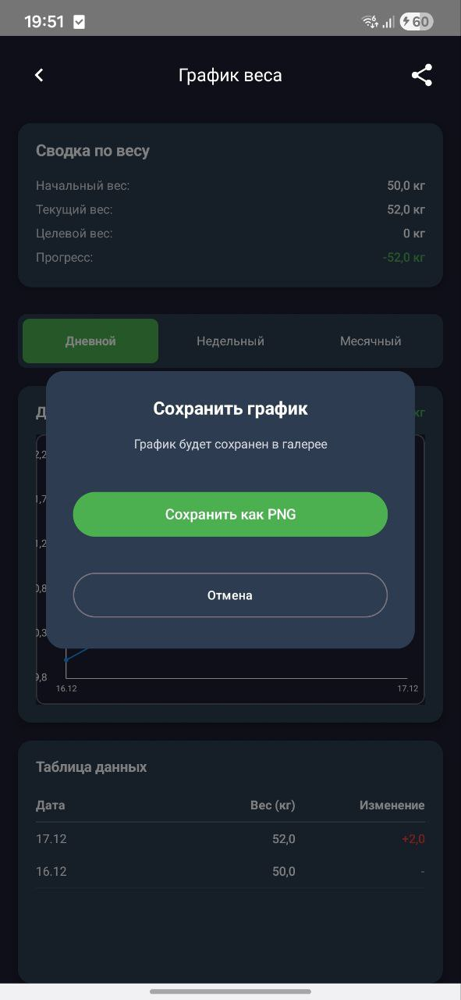 19:51
6
60
График веса
Сводка по весу
Начальный вес: 50,0 кг
Текущий вес: 52,0 кг
Целевой вес: 0 кг
Прогресс: -52,0 кг
Дневной Недельный Месячный
Д кг
Сохранить график
График будет сохранен в галерее
Сохранить как PNG
Отмена
2,2
1,7
1,2
0,8
0,3
9,8
16.12 17.12
Таблица данных
Дата Вес (кг) Изменение
17.12 52,0 +2,0
16.12 50,0 -